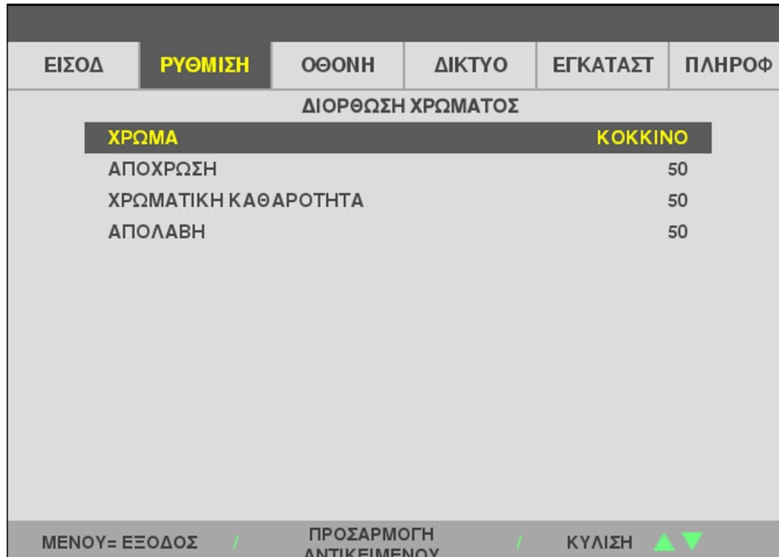 ΕΙΣΟΔ ΡΥΘΜΙΣΗ ΟΘΟΝΗ ΔΙΚΤΥΟ ΕΓΚΑΤΑΣΤ ΠΛΗΡΟΦ
ΔΙΟΡΘΩΣΗ ΧΡΩΜΑΤΟΣ
ΧΡΩΜΑ ΚΟΚΚΙΝΟ
ΑΠΟΧΡΩΣΗ 50
ΧΡΩΜΑΤΙΚΗ ΚΑΘΑΡΟΤΗΤΑ 50
ΑΠΟΛΑΒΗ 50
ΜΕΝΟΥ= ΕΞΟΔΟΣ / ΠΡΟΣΑΡΜΟΓΗ / ΚΥΛΙΣΗ
ΑΝΤΙΚΕΙΜΕΝΟΥ